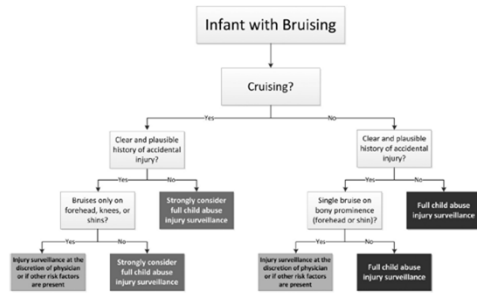 Infant with Bruising
Cruising?
Yes
No
Clear and plausible
history of accidental
injury?
Clear and plausible
history of accidental
injury?
Yes
No
Yes
No
Bruises only on
forehead, knees, or
shins?
Strongly consider
full child abuse
injury surveillance
Single bruise on
bony prominence
(forehead or shin)?
Full child abuse
injury surveillance
Yes
No
Yes
No
Injury surveillance at the
discretion of physician
or if other risk factors
are present
Strongly consider
full child abuse
injury surveillance
Injury surveillance at the
discretion of physician
or if other risk factors
are present
Full child abuse
injury surveillance